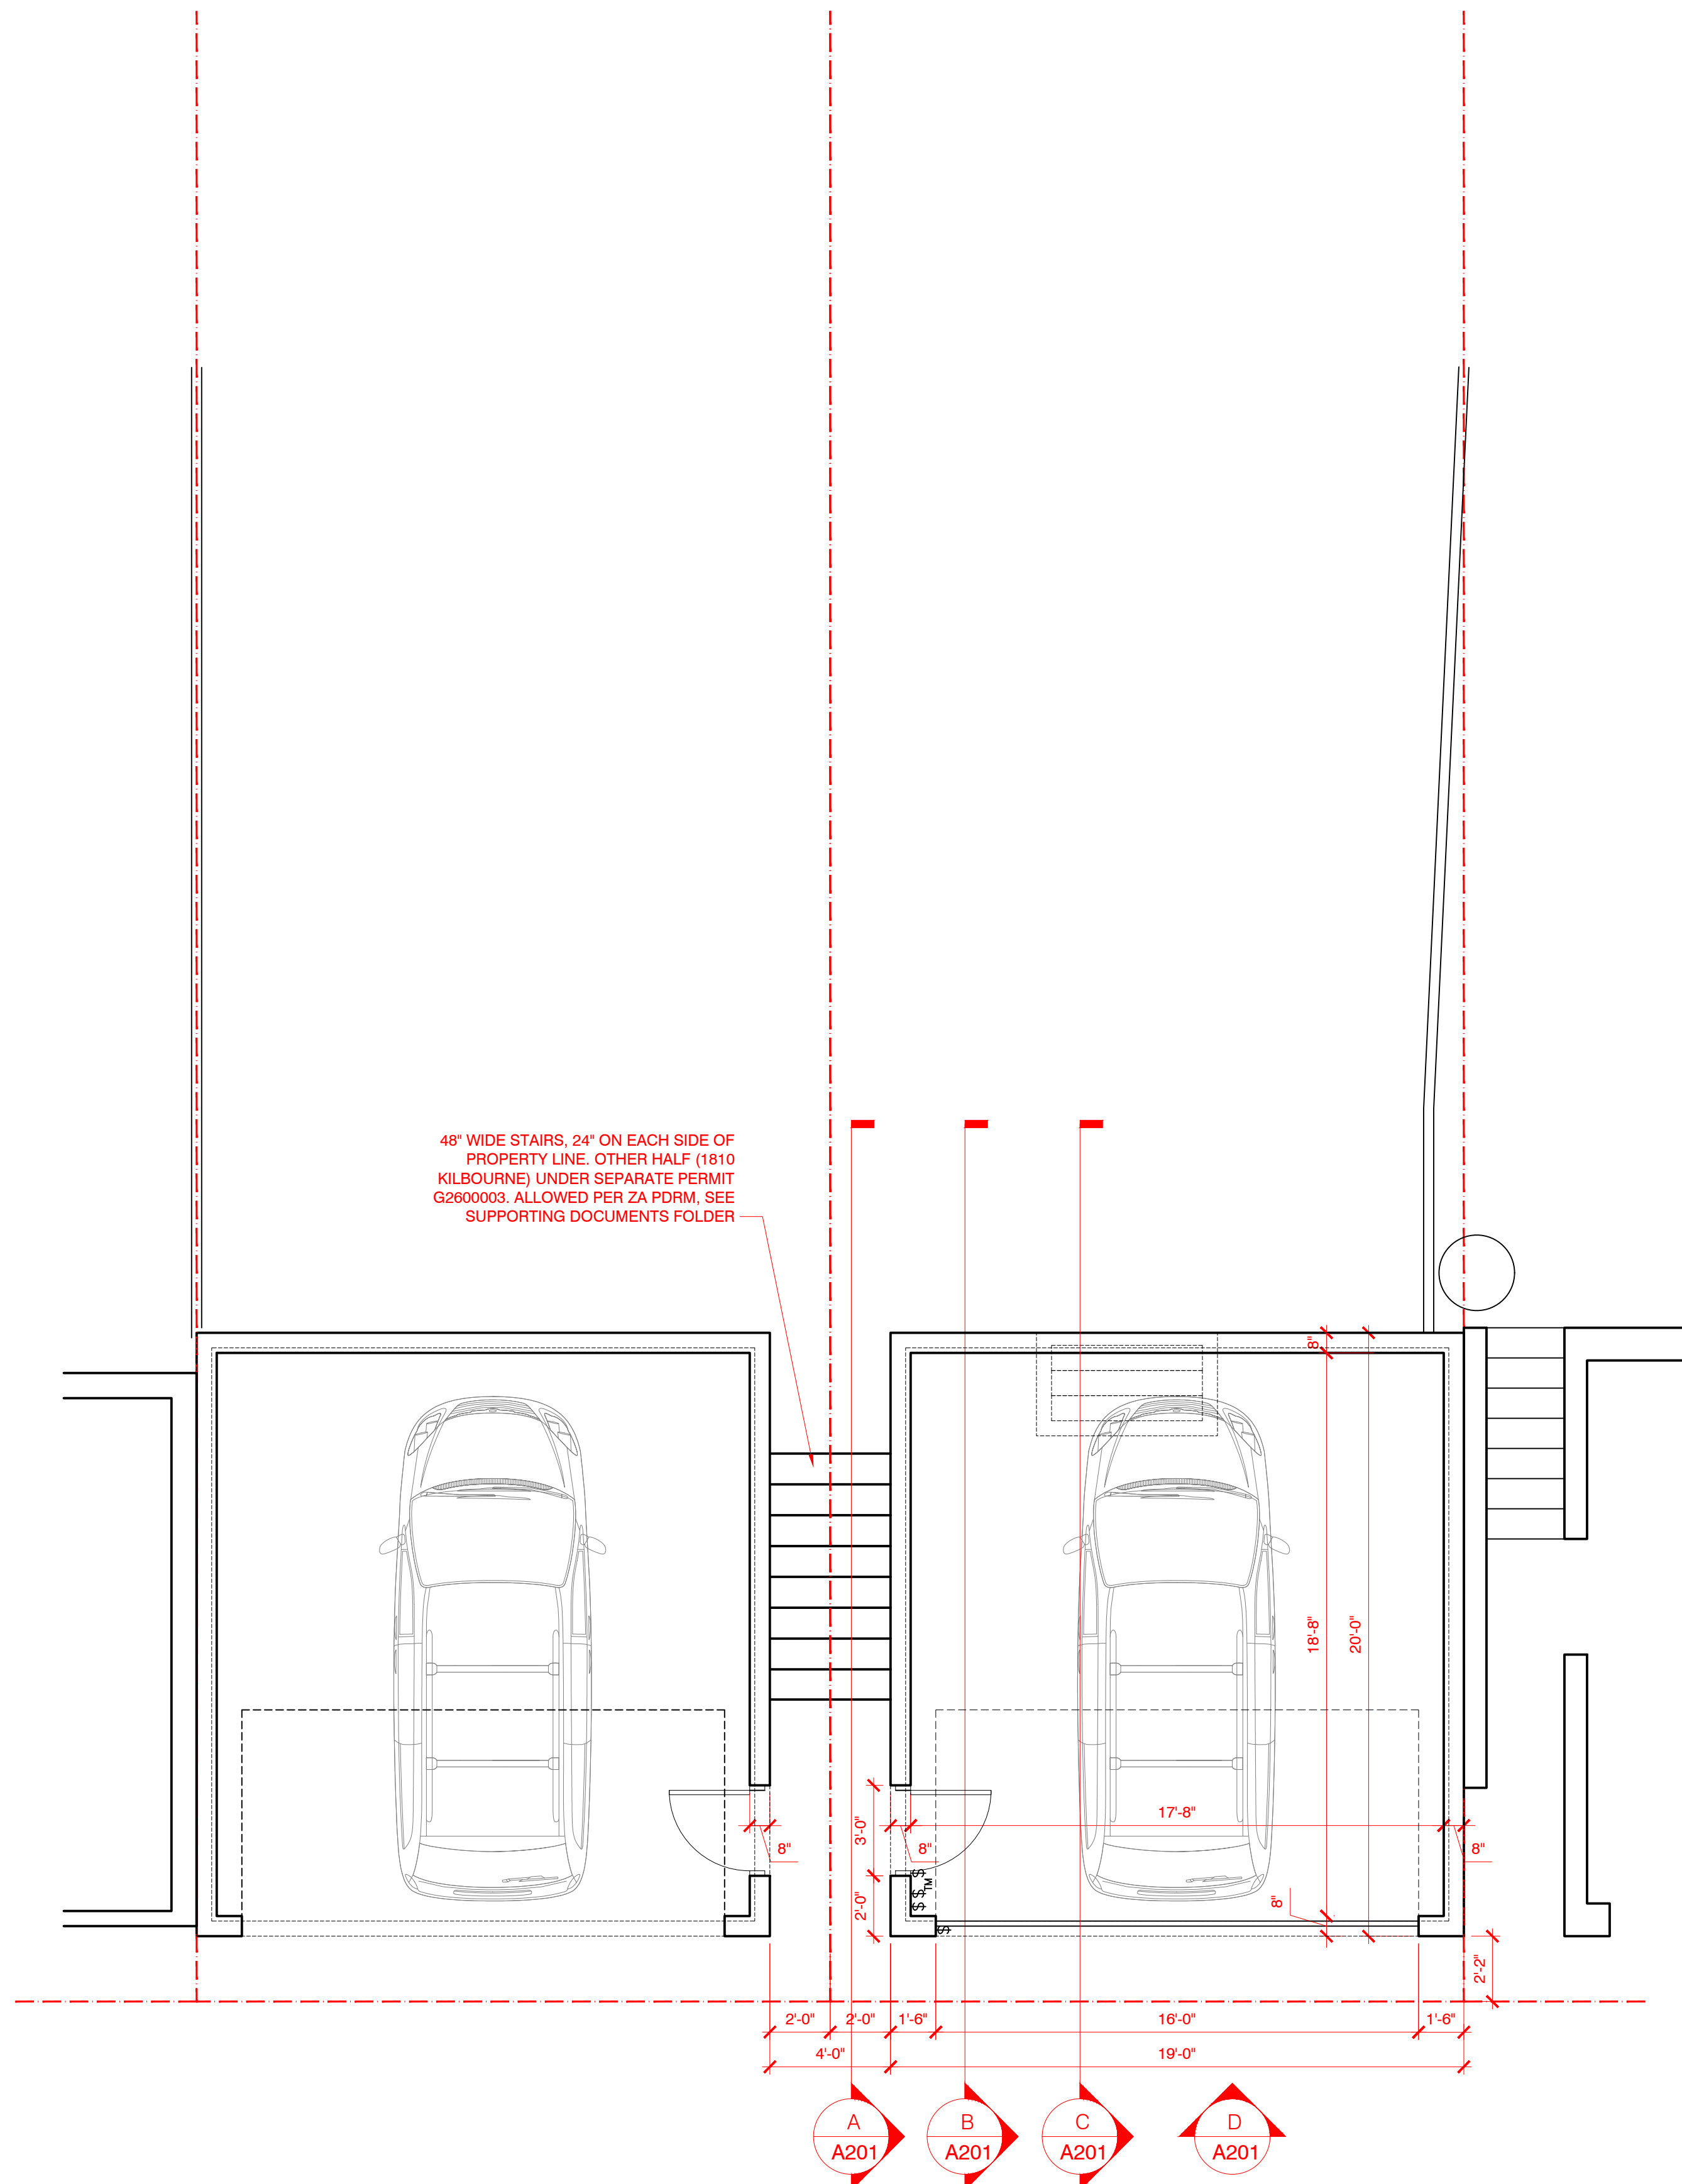 48" WIDE STAIRS, 24" ON EACH SIDE OF
PROPERTY LINE. OTHER HALF (1810
KILBOURNE) UNDER SEPARATE PERMIT
G2600003. ALLOWED PER ZA PDRM, SEE
SUPPORTING DOCUMENTS FOLDER
8"
18'-8"
20'-0"
3'-0"
17'-8"
8"
8"
8"
2'-0"
$ $ $
TM
$
8"
2'-2"
2'-0"
2'-0"
1'-6"
16'-0"
1'-6"
4'-0"
19'-0"
A
A201
B
A201
C
A201
D
A201